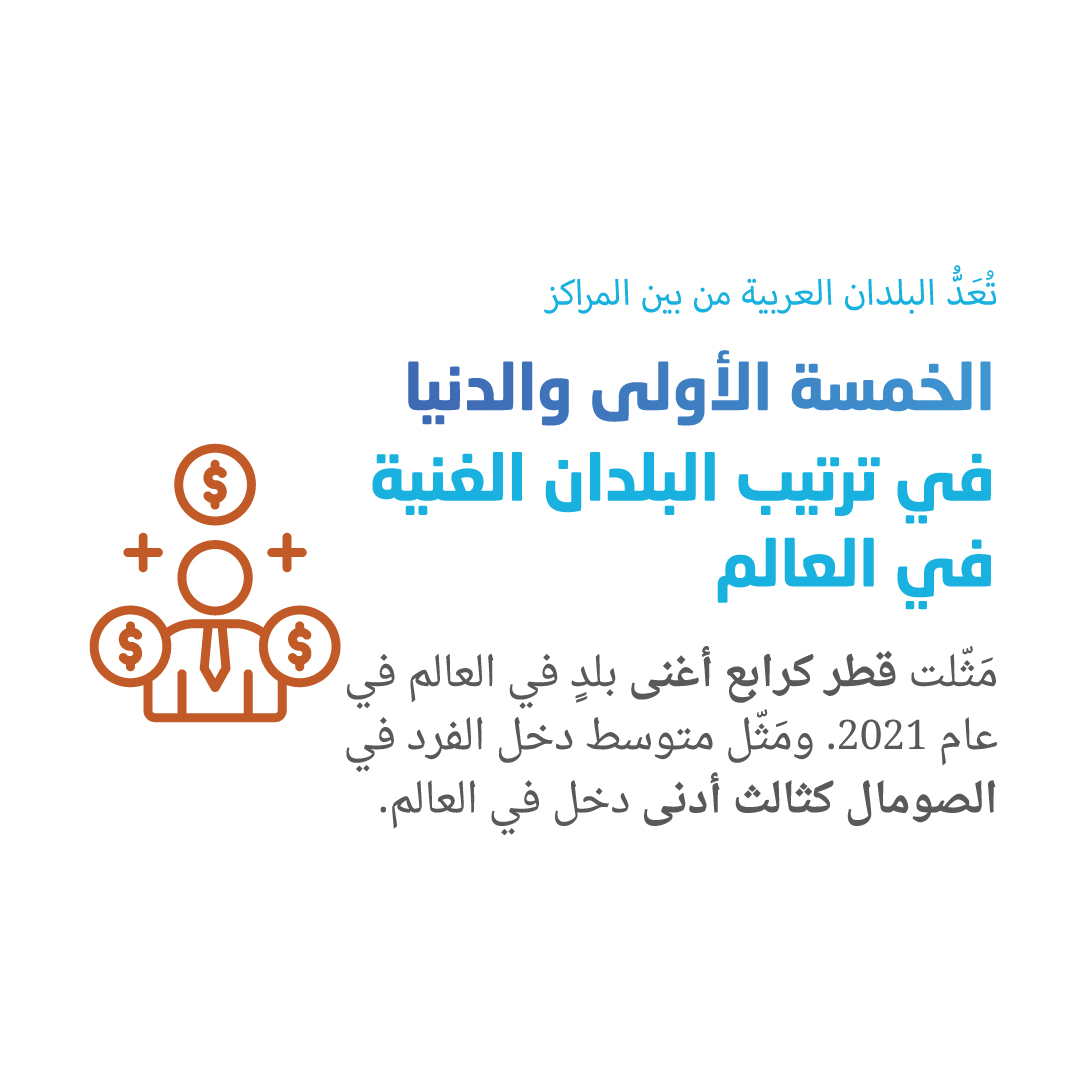 تُعَدُّ البلدان العربية من بين المراكز
الخمسة الأولى والدنيا
في ترتيب البلدان الغنية
في العالم
مَثّلت قطر كرابع أغنى بلدٍ في العالم في
عام 2021. ومَثّل متوسط دخل الفرد في
الصومال كثالث أدنى دخل في العالم.
$
$
$